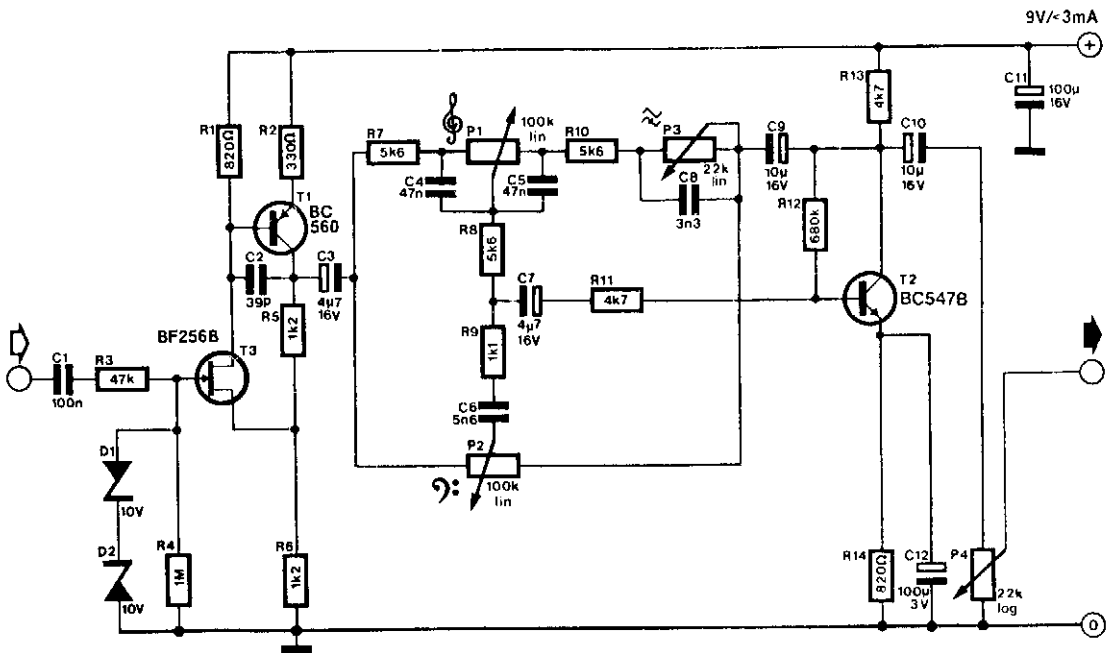 9V/<3mA
+
R1
820Ω
R2
330Ω
T1
BC
560
C2
39P
C3
4µ7
16V
R5
1k2
BF256B
T3
C1
100n
R3
47k
D1
10V
D2
10V
R4
1M
R6
1k2
R7
5k6
P1
100k
lin
C4
47n
C5
47n
R10
5k6
P3
22k
lin
C8
3n3
R8
5k6
C7
4µ7
16V
R11
4k7
R9
1k1
C6
5n6
P2
100k
lin
C9
10µ
16V
R12
680k
R13
4k7
C10
10µ
16V
C11
100µ
16V
T2
BC547B
R14
820Ω
C12
100µ
3V
P4
22k
log
0